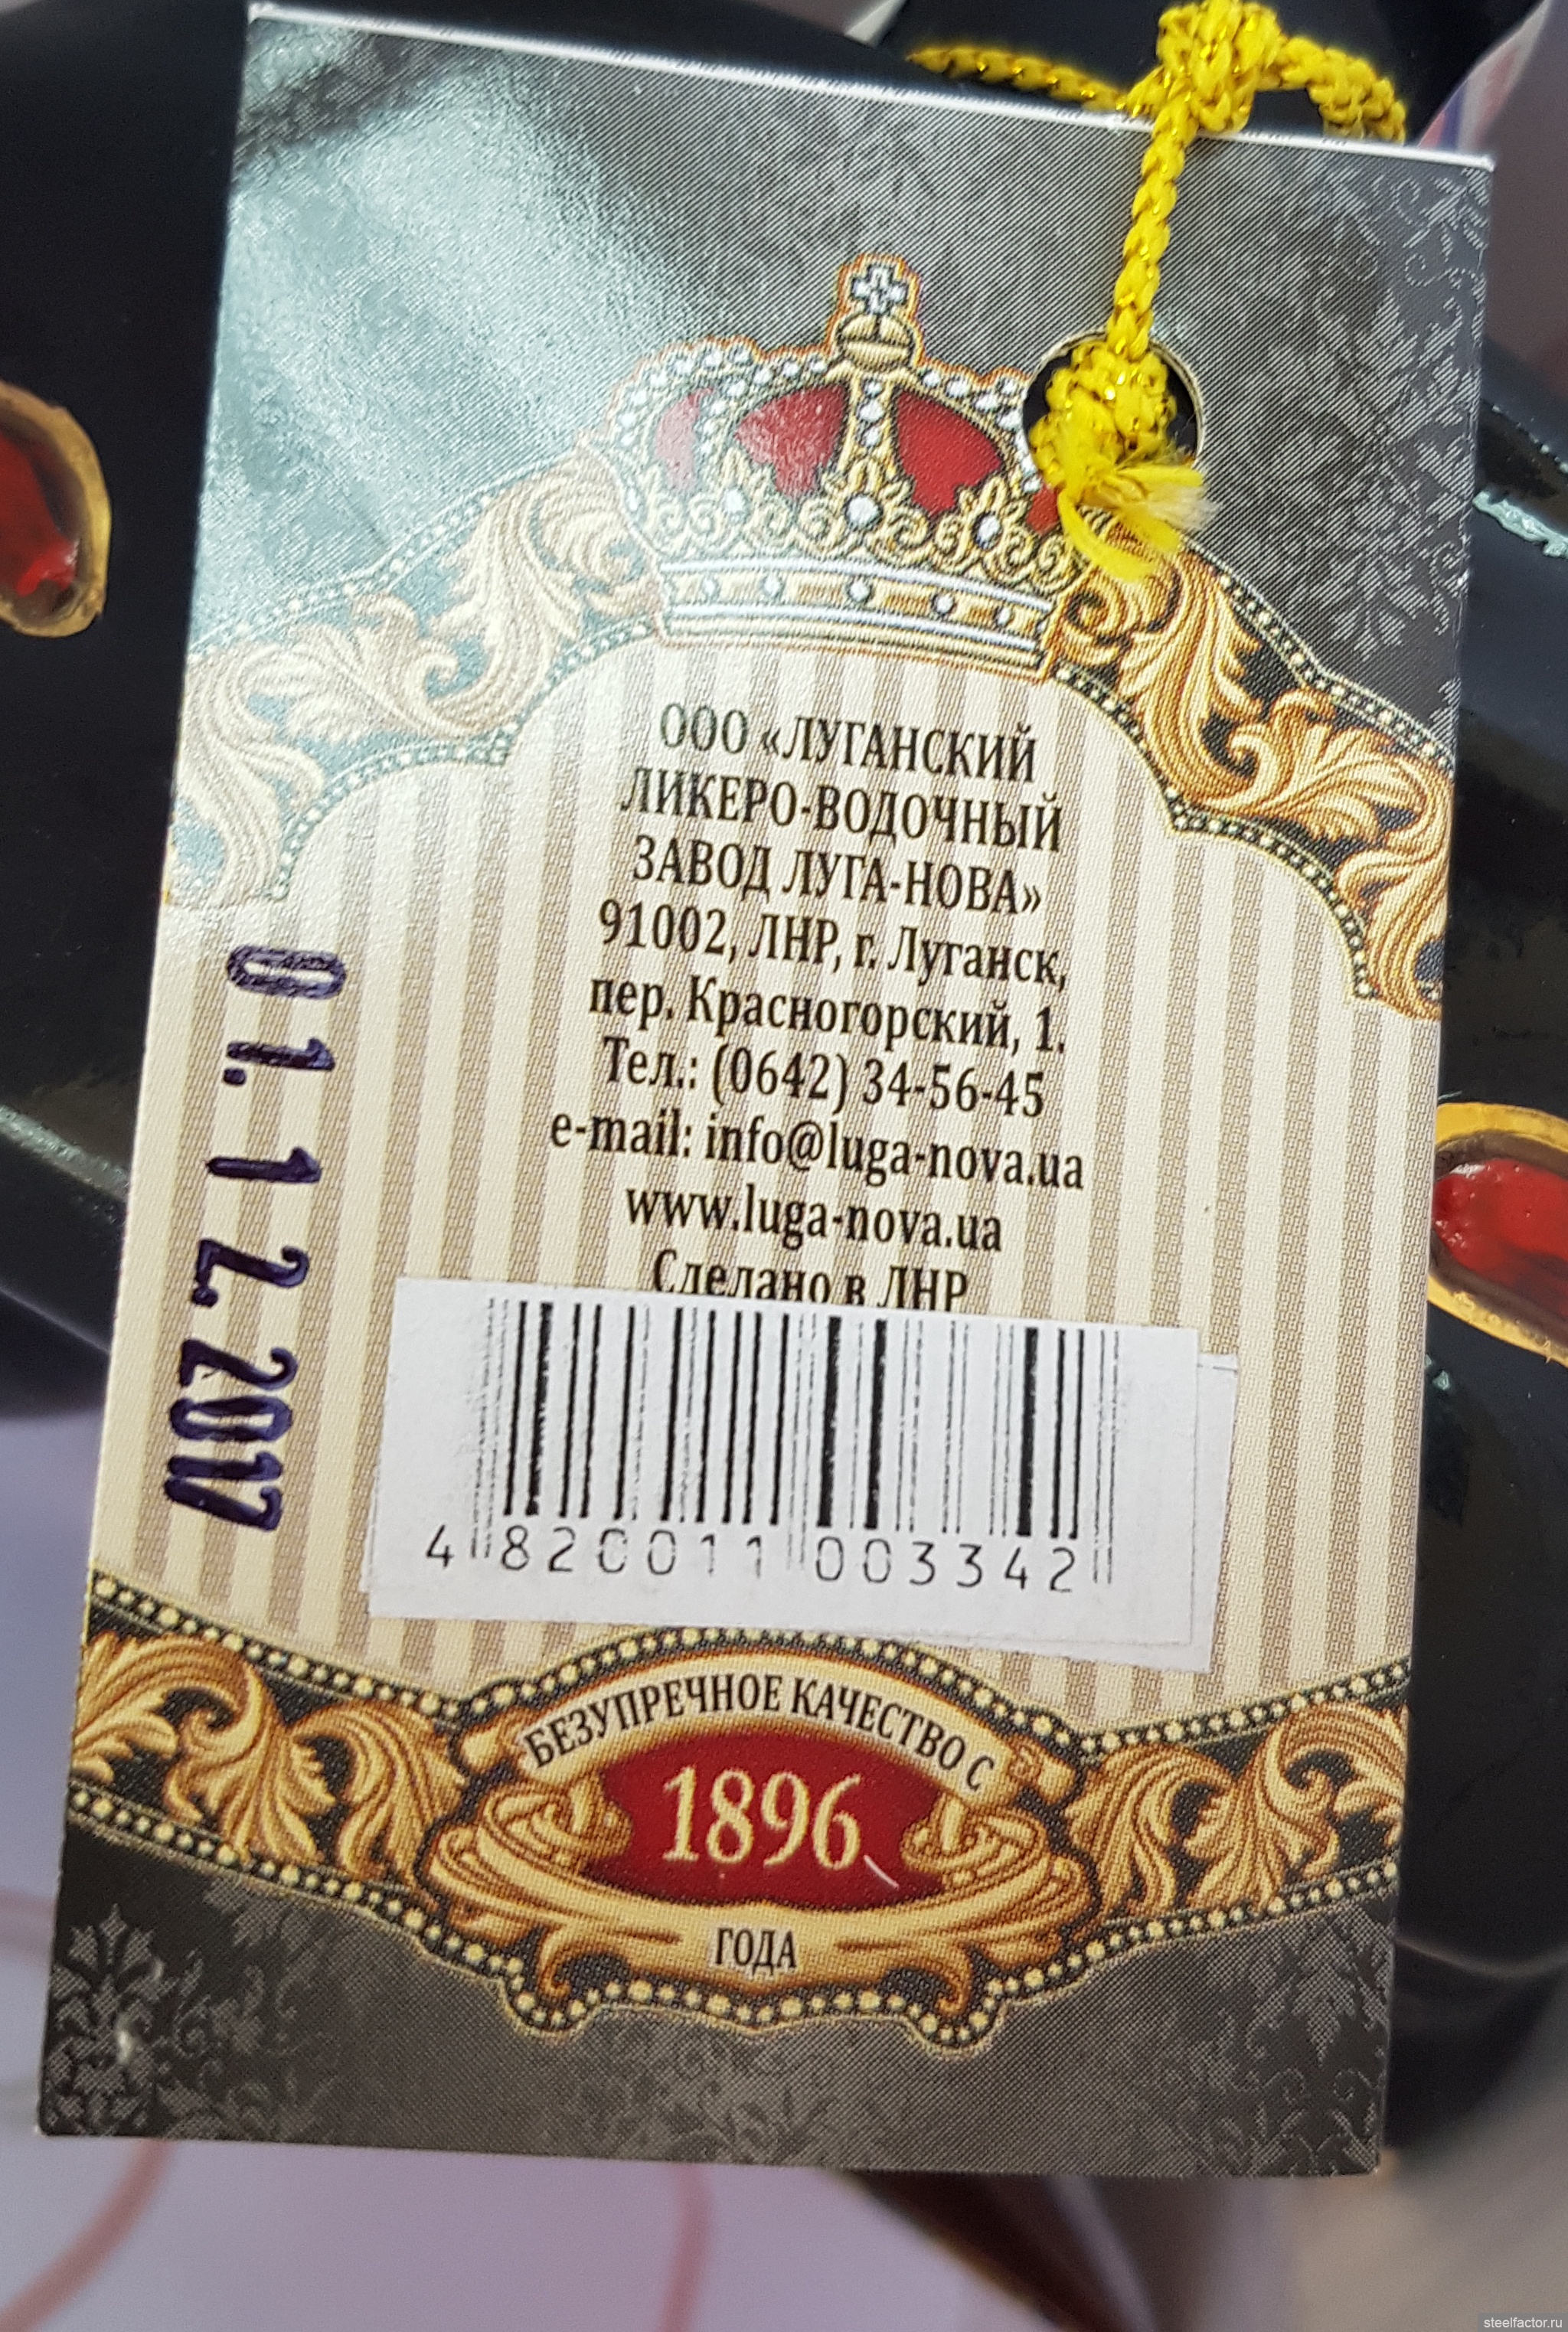 ООО «ЛУГАНСКИЙ
ЛИКЕРО-ВОДОЧНЫЙ
ЗАВОД ЛУГА-НОВА»
91002, ЛНР, г. Луганск,
пер. Красногорский, 1.
Тел.: (0642) 34-56-45
e-mail: info@luga-nova.ua
www.luga-nova.ua
Сделано в ЛНР
01.12.2017
4 820011 003342
БЕЗУПРЕЧНОЕ КАЧЕСТВО С
1896
ГОДА
steelfactor.ru